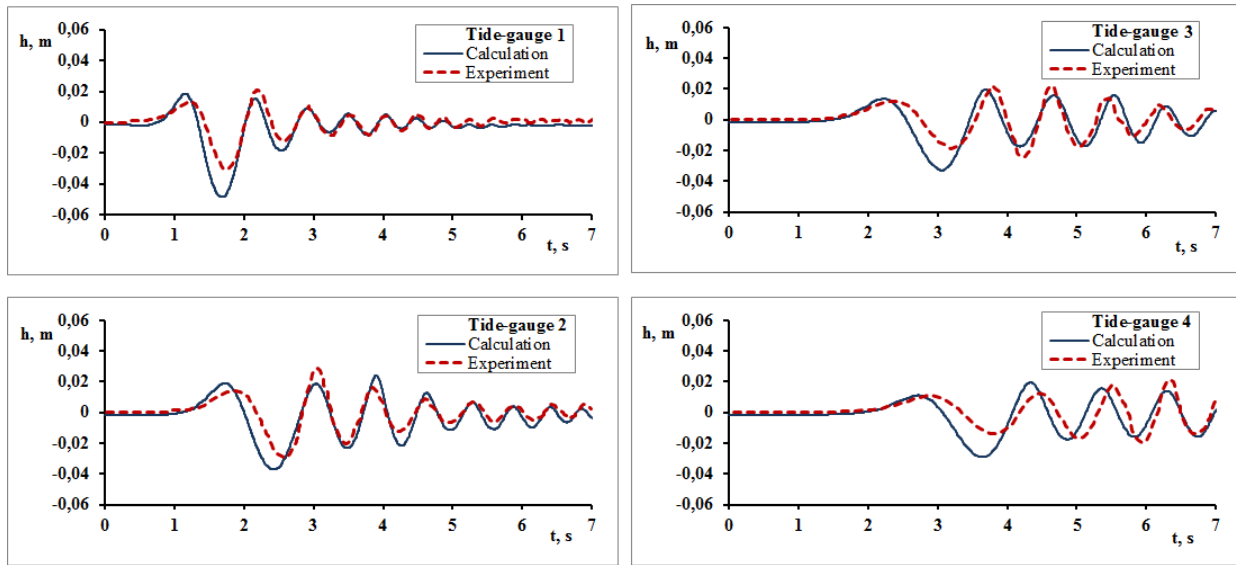 h, m
0,06
0,04
0,02
0
-0,02
-0,04
-0,06
0 1 2 3 4 5 6 7
t, s
Tide-gauge 1
Calculation
Experiment
h, m
0,06
0,04
0,02
0
-0,02
-0,04
-0,06
0 1 2 3 4 5 6 7
t, s
Tide-gauge 3
Calculation
Experiment
h, m
0,06
0,04
0,02
0
-0,02
-0,04
-0,06
0 1 2 3 4 5 6 7
t, s
Tide-gauge 2
Calculation
Experiment
h, m
0,06
0,04
0,02
0
-0,02
-0,04
-0,06
0 1 2 3 4 5 6 7
t, s
Tide-gauge 4
Calculation
Experiment